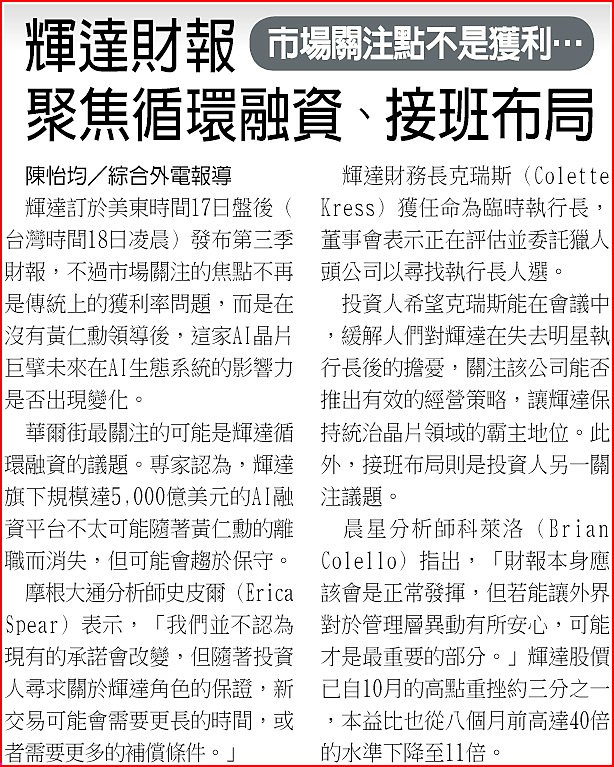 輝達財報
市場關注點不是獲利…
聚焦循環融資、接班布局
陳怡均／綜合外電報導
輝達訂於美東時間17日盤後（
台灣時間18日凌晨）發布第三季
財報，不過市場關注的焦點不再
是傳統上的獲利率問題，而是在
沒有黃仁勳領導後，這家AI晶片
巨擘未來在AI生態系統的影響力
是否出現變化。
華爾街最關注的可能是輝達循
環融資的議題。專家認為，輝達
旗下規模達5,000億美元的AI融
資平台不太可能隨著黃仁勳的離
職而消失，但可能會趨於保守。
摩根大通分析師史皮爾（Erica
Spear）表示，「我們並不認為
現有的承諾會改變，但隨著投資
人尋求關於輝達角色的保證，新
交易可能會需要更長的時間，或
者需要更多的補償條件。」
輝達財務長克瑞斯（Colette
Kress）獲任命為臨時執行長，
董事會表示正在評估並委託獵人
頭公司以尋找執行長人選。
投資人希望克瑞斯能在會議中
，緩解人們對輝達在失去明星執
行長後的擔憂，關注該公司能否
推出有效的經營策略，讓輝達保
持統治晶片領域的霸主地位。此
外，接班布局則是投資人另一關
注議題。
晨星分析師科萊洛（Brian
Colello）指出，「財報本身應
該會是正常發揮，但若能讓外界
對於管理層異動有所安心，可能
才是最重要的部分。」輝達股價
已自10月的高點重挫約三分之一
，本益比也從八個月前高達40倍
的水準下降至11倍。